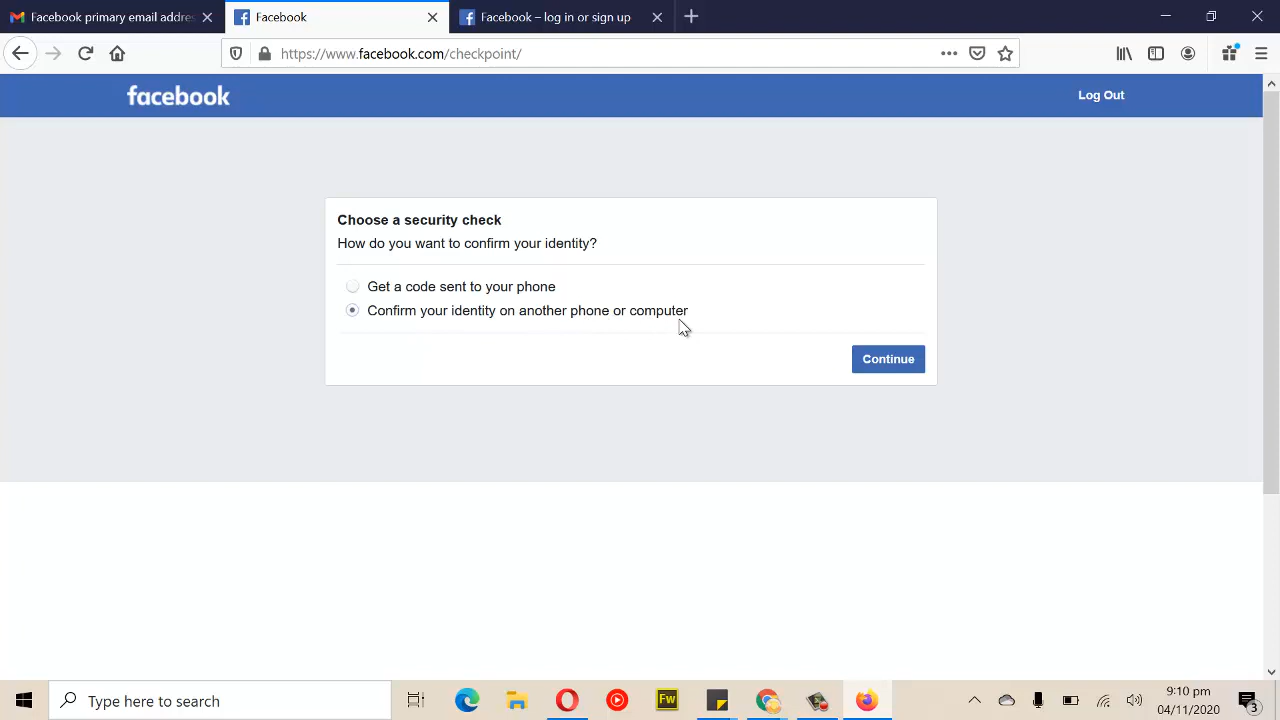 Facebook primary email addres
Facebook
Facebook – log in or sign up
https://www.facebook.com/checkpoint/
facebook
Log Out
Choose a security check
How do you want to confirm your identity?
Get a code sent to your phone
Confirm your identity on another phone or computer
Continue
Type here to search
Fw
9:10 pm
04/11/2020
3